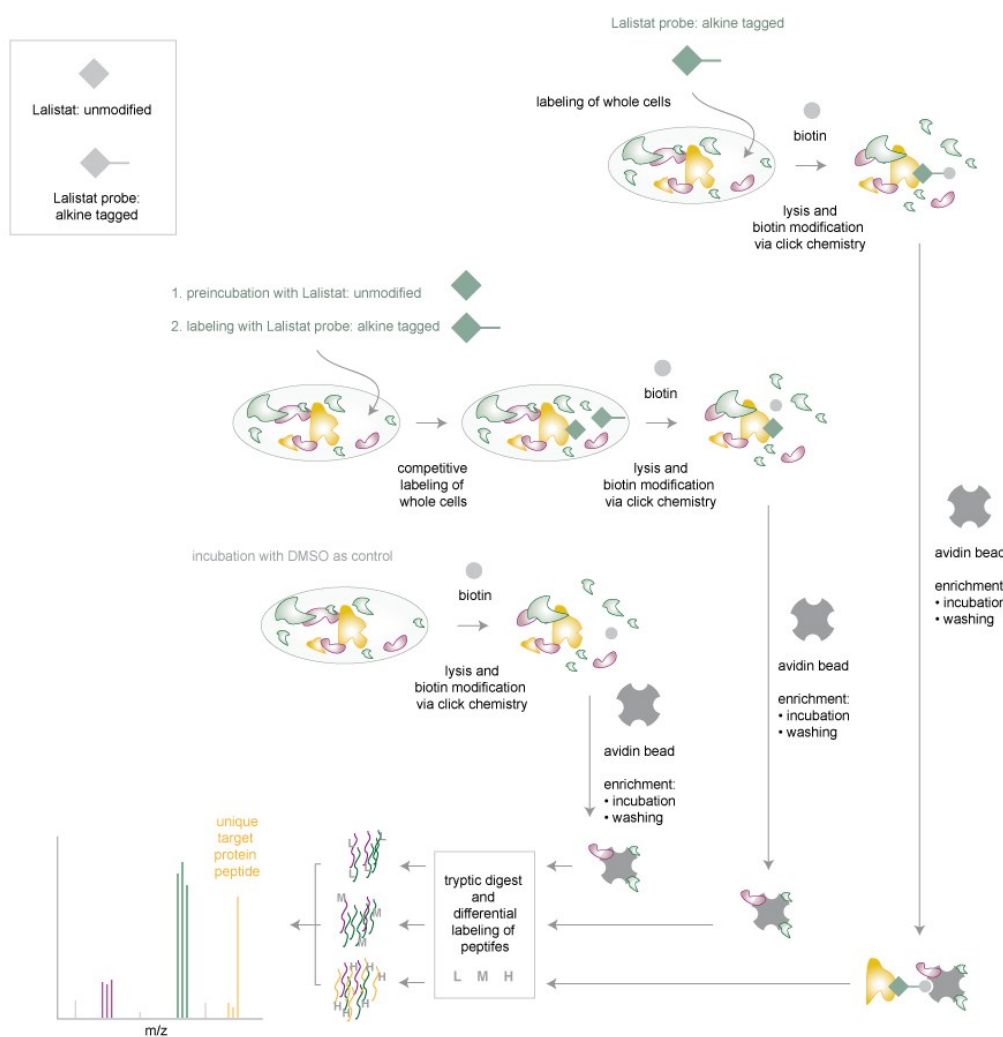 Lalistat probe: alkine tagged
Lalistat: unmodified
Lalistat probe:
alkine tagged
labeling of whole cells
biotin
lysis and
biotin modification
via click chemistry
1. preincubation with Lalistat: unmodified
2. labeling with Lalistat probe: alkine tagged
biotin
competitive
labeling of
whole cells
lysis and
biotin modification
via click chemistry
avidin bead
enrichment:
• incubation
• washing
incubation with DMSO as control
biotin
lysis and
biotin modification
via click chemistry
avidin bead
enrichment:
• incubation
• washing
avidin bead
enrichment:
• incubation
• washing
unique
target
protein
peptide
L
L
L
L
M
M
M
H
H
H
H
H
H
tryptic digest
and
differential
labeling of
peptifes
L M H
m/z